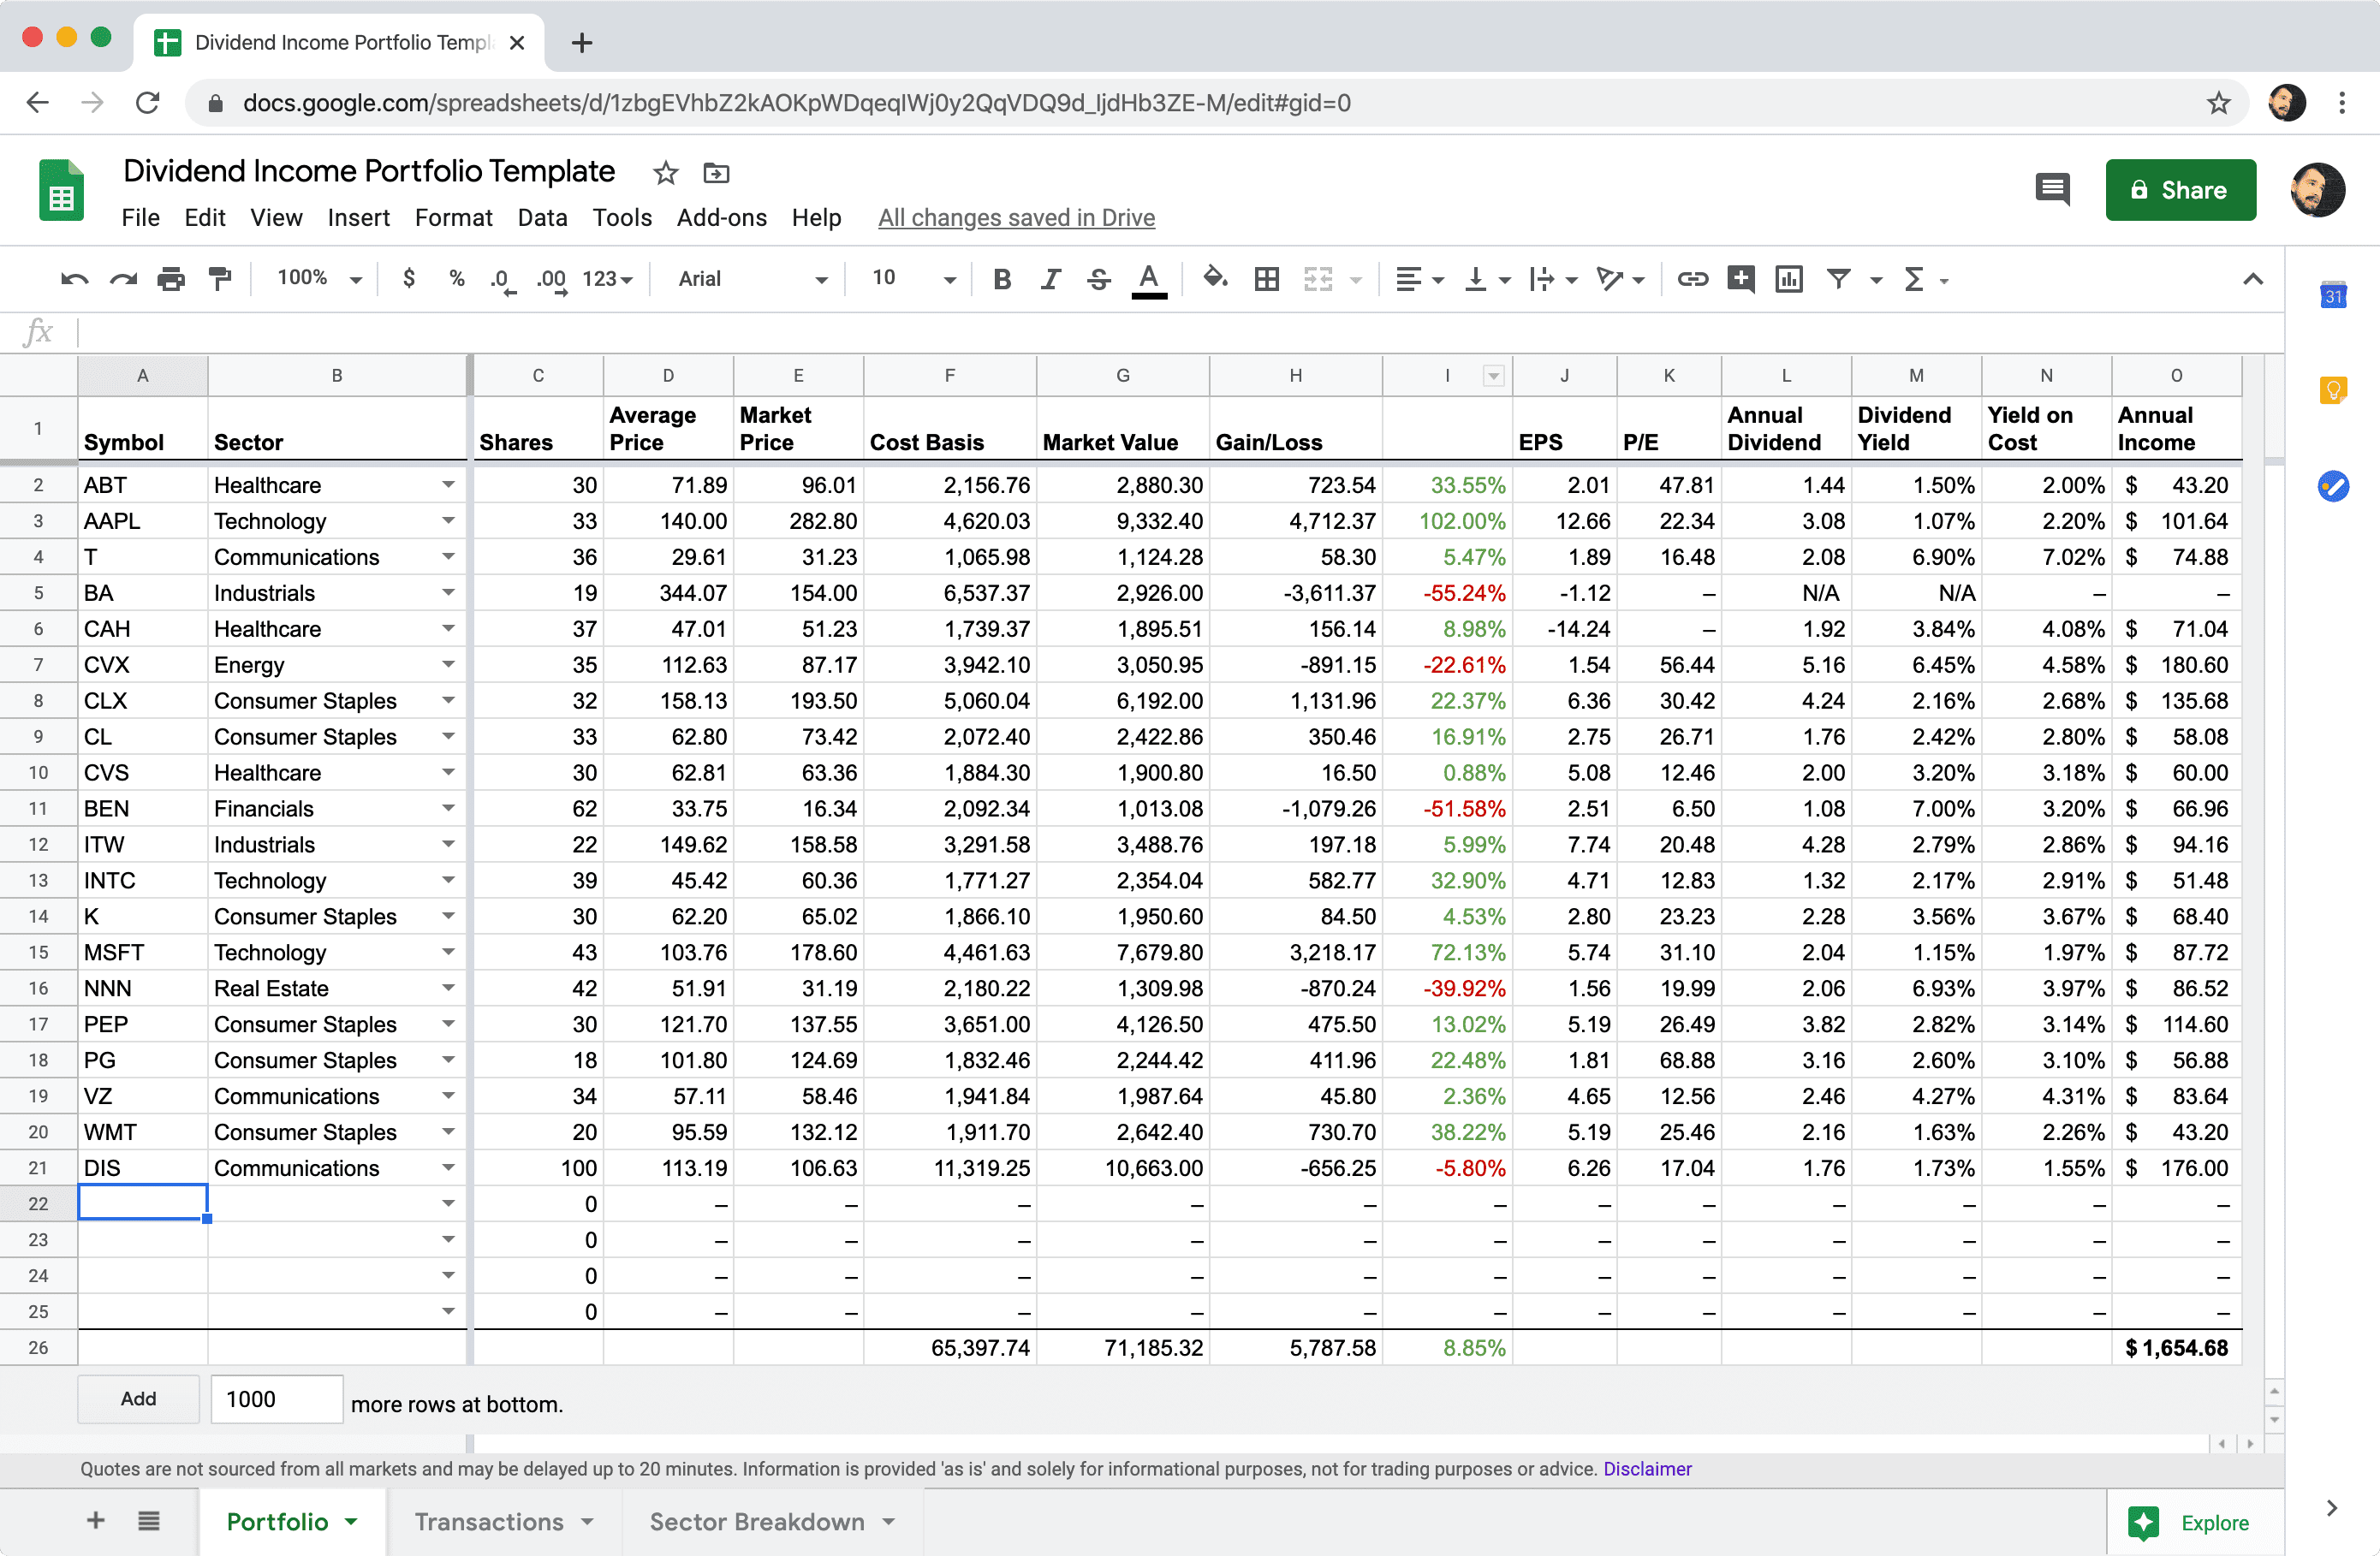 Dividend Income Portfolio Templ
docs.google.com/spreadsheets/d/1zbgEVhbZ2kAOKpWDqeqIWj0y2QqVDQ9d_ljdHb3ZE-M/edit#gid=0
Dividend Income Portfolio Template
File Edit View Insert Format Data Tools Add-ons Help All changes saved in Drive
Share
100% $ % .0 .00 123 Arial 10 B I S A
31
fx
A B C D E F G H I J K L M N O
1 Symbol Sector Shares Average Price Market Price Cost Basis Market Value Gain/Loss EPS P/E Annual Dividend Dividend Yield Yield on Cost Annual Income
2 ABT Healthcare 30 71.89 96.01 2,156.76 2,880.30 723.54 33.55% 2.01 47.81 1.44 1.50% 2.00% $ 43.20
3 AAPL Technology 33 140.00 282.80 4,620.03 9,332.40 4,712.37 102.00% 12.66 22.34 3.08 1.07% 2.20% $ 101.64
4 T Communications 36 29.61 31.23 1,065.98 1,124.28 58.30 5.47% 1.89 16.48 2.08 6.90% 7.02% $ 74.88
5 BA Industrials 19 344.07 154.00 6,537.37 2,926.00 -3,611.37 -55.24% -1.12 – N/A N/A – –
6 CAH Healthcare 37 47.01 51.23 1,739.37 1,895.51 156.14 8.98% -14.24 – 1.92 3.84% 4.08% $ 71.04
7 CVX Energy 35 112.63 87.17 3,942.10 3,050.95 -891.15 -22.61% 1.54 56.44 5.16 6.45% 4.58% $ 180.60
8 CLX Consumer Staples 32 158.13 193.50 5,060.04 6,192.00 1,131.96 22.37% 6.36 30.42 4.24 2.16% 2.68% $ 135.68
9 CL Consumer Staples 33 62.80 73.42 2,072.40 2,422.86 350.46 16.91% 2.75 26.71 1.76 2.42% 2.80% $ 58.08
10 CVS Healthcare 30 62.81 63.36 1,884.30 1,900.80 16.50 0.88% 5.08 12.46 2.00 3.20% 3.18% $ 60.00
11 BEN Financials 62 33.75 16.34 2,092.34 1,013.08 -1,079.26 -51.58% 2.51 6.50 1.08 7.00% 3.20% $ 66.96
12 ITW Industrials 22 149.62 158.58 3,291.58 3,488.76 197.18 5.99% 7.74 20.48 4.28 2.79% 2.86% $ 94.16
13 INTC Technology 39 45.42 60.36 1,771.27 2,354.04 582.77 32.90% 4.71 12.83 1.32 2.17% 2.91% $ 51.48
14 K Consumer Staples 30 62.20 65.02 1,866.10 1,950.60 84.50 4.53% 2.80 23.23 2.28 3.56% 3.67% $ 68.40
15 MSFT Technology 43 103.76 178.60 4,461.63 7,679.80 3,218.17 72.13% 5.74 31.10 2.04 1.15% 1.97% $ 87.72
16 NNN Real Estate 42 51.91 31.19 2,180.22 1,309.98 -870.24 -39.92% 1.56 19.99 2.06 6.93% 3.97% $ 86.52
17 PEP Consumer Staples 30 121.70 137.55 3,651.00 4,126.50 475.50 13.02% 5.19 26.49 3.82 2.82% 3.14% $ 114.60
18 PG Consumer Staples 18 101.80 124.69 1,832.46 2,244.42 411.96 22.48% 1.81 68.88 3.16 2.60% 3.10% $ 56.88
19 VZ Communications 34 57.11 58.46 1,941.84 1,987.64 45.80 2.36% 4.65 12.56 2.46 4.27% 4.31% $ 83.64
20 WMT Consumer Staples 20 95.59 132.12 1,911.70 2,642.40 730.70 38.22% 5.19 25.46 2.16 1.63% 2.26% $ 43.20
21 DIS Communications 100 113.19 106.63 11,319.25 10,663.00 -656.25 -5.80% 6.26 17.04 1.76 1.73% 1.55% $ 176.00
22 0 – – – – – – – – – – – –
23 0 – – – – – – – – – – – –
24 0 – – – – – – – – – – – –
25 0 – – – – – – – – – – – –
26 65,397.74 71,185.32 5,787.58 8.85% $ 1,654.68
Add 1000 more rows at bottom.
Quotes are not sourced from all markets and may be delayed up to 20 minutes. Information is provided 'as is' and solely for informational purposes, not for trading purposes or advice. Disclaimer
Portfolio Transactions Sector Breakdown Explore